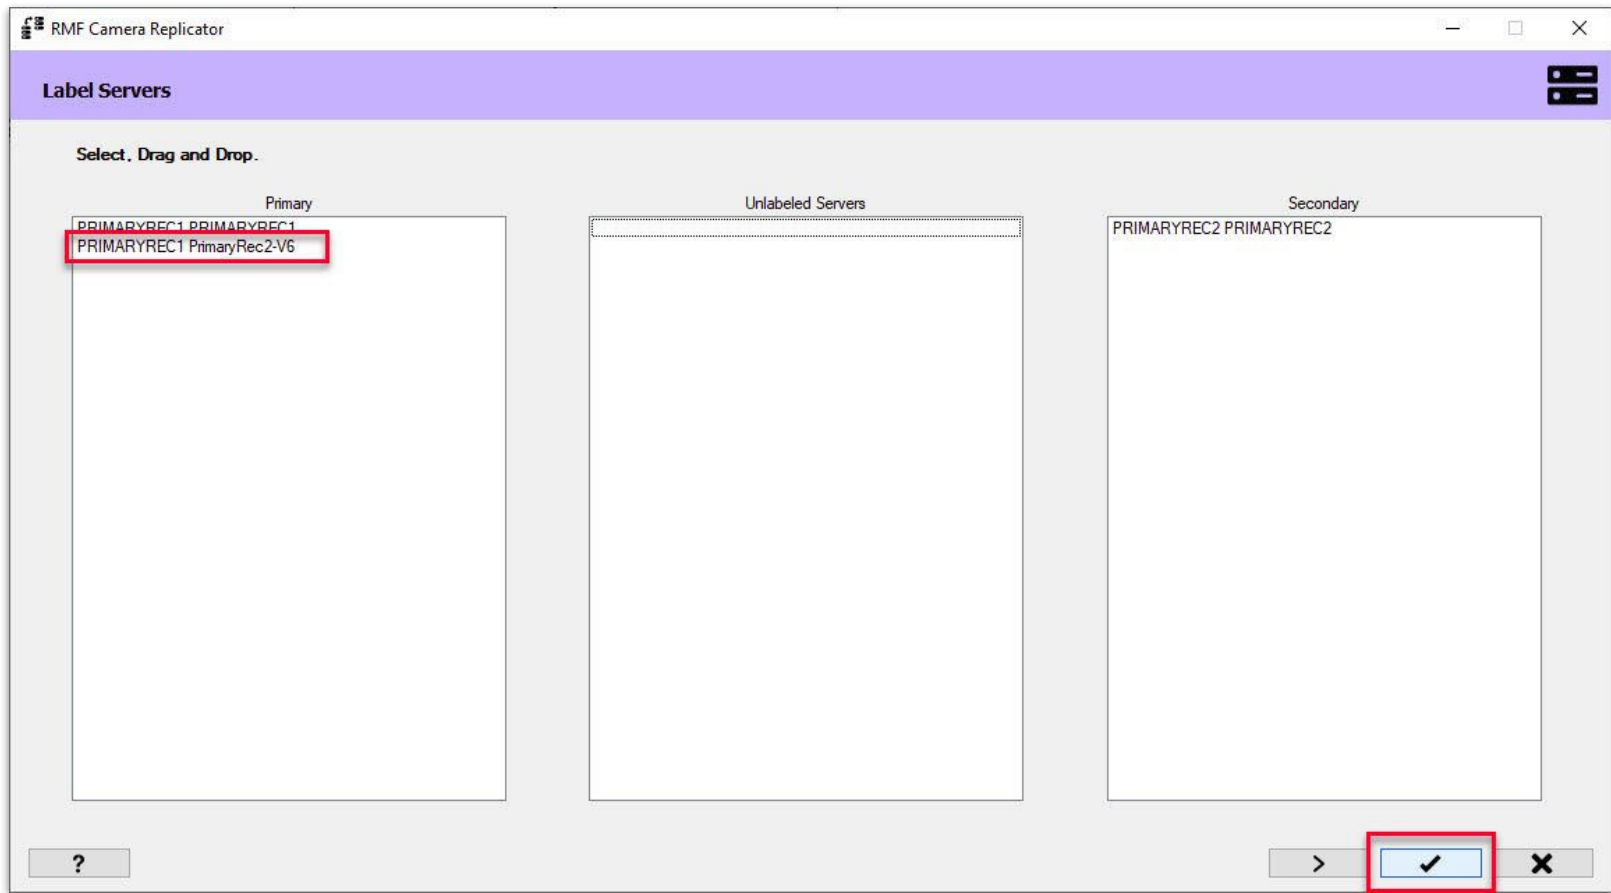 RMF Camera Replicator
Label Servers
Select, Drag and Drop.
Primary
PRIMARYREC1 PRIMARYREC1
PRIMARYREC1 PrimaryRec2-V6
Unlabeled Servers
Secondary
PRIMARYREC2 PRIMARYREC2
?
>